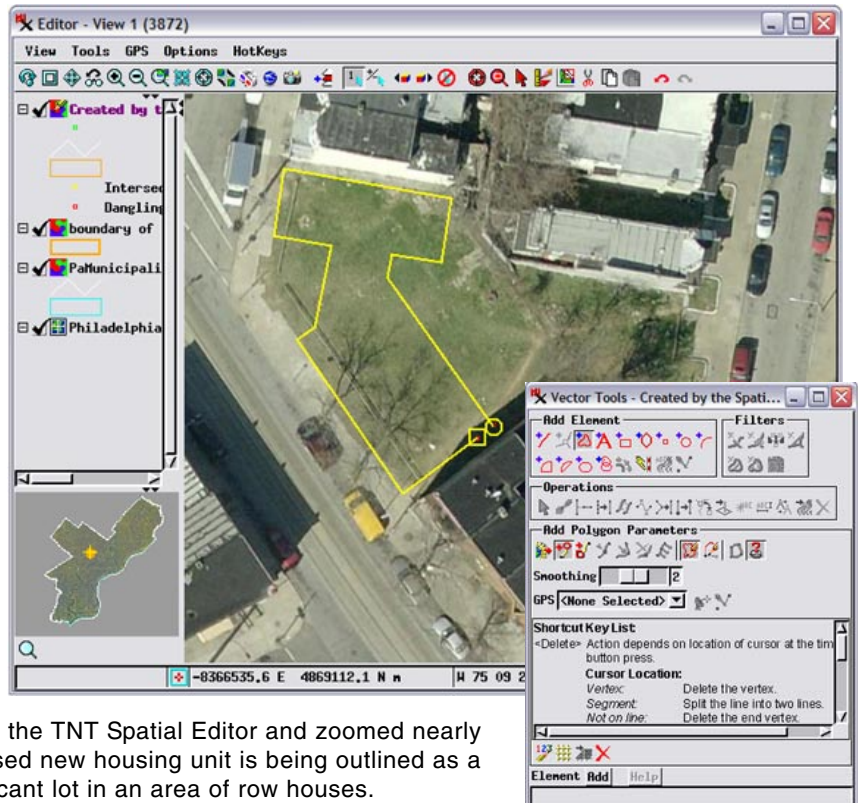 Editor - View 1 (3872)
View Tools GPS Options HotKeys
Created by t
Intersec
Dangling
boundary of
PaMunicipali
Philadelphia
-8366535.6 E 4869112.1 N m
W 75 09 2
Vector Tools - Created by the Spati...
Add Element
Filters
Operations
Add Polygon Parameters
Smoothing 2
GPS <None Selected>
Shortcut Key List
<Delete> Action depends on location of cursor at the tim
button press.
Cursor Location:
Vertex: Delete the vertex.
Segment: Split the line into two lines.
Not on line: Delete the end vertex.
Element Add Help
the TNT Spatial Editor and zoomed nearly
sed new housing unit is being outlined as a
cant lot in an area of row houses.